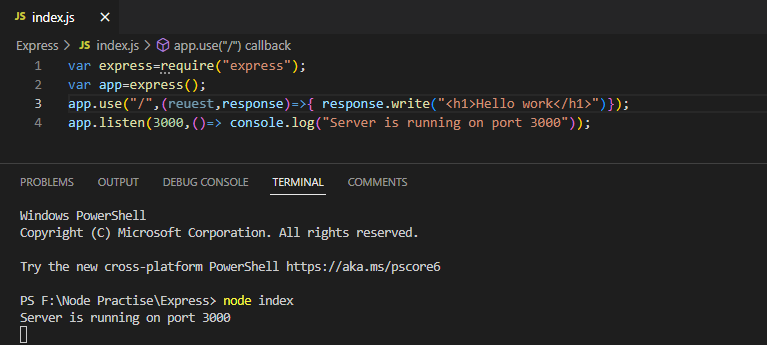 JS index.js ×
Express > JS index.js > app.use("/") callback
1 var express=require("express");
2 var app=express();
3 app.use("/",(reuest,response)=>{ response.write("<h1>Hello work</h1>")});
4 app.listen(3000,()=> console.log("Server is running on port 3000"));
PROBLEMS OUTPUT DEBUG CONSOLE TERMINAL COMMENTS
Windows PowerShell
Copyright (C) Microsoft Corporation. All rights reserved.
Try the new cross-platform PowerShell https://aka.ms/pscore6
PS F:\Node Practise\Express> node index
Server is running on port 3000